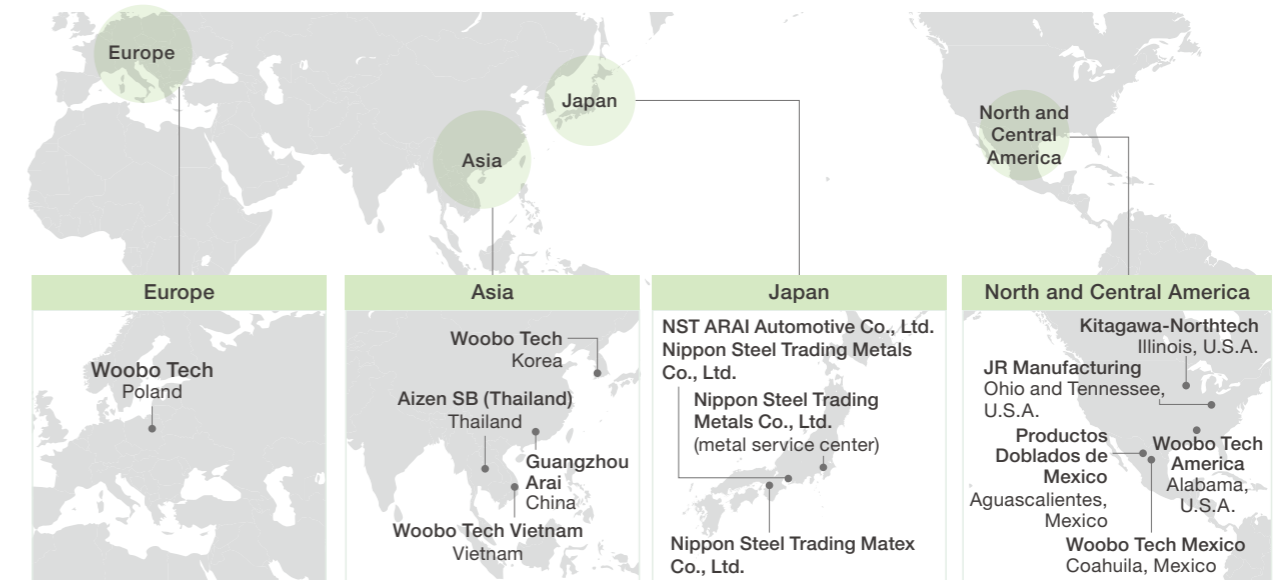 Europe
Asia
Japan
North and
Central
America
Europe
Woobo Tech
Poland
Asia
Woobo Tech
Korea
Aizen SB (Thailand)
Thailand
Guangzhou
Arai
China
Woobo Tech Vietnam
Vietnam
Japan
NST ARAI Automotive Co., Ltd.
Nippon Steel Trading Metals
Co., Ltd.
Nippon Steel Trading
Metals Co., Ltd.
(metal service center)
Nippon Steel Trading Matex
Co., Ltd.
North and Central America
Kitagawa-Northtech
Illinois, U.S.A.
JR Manufacturing
Ohio and Tennessee,
U.S.A.
Productos
Doblados de
Mexico
Aguascalientes,
Mexico
Woobo Tech
America
Alabama,
U.S.A.
Woobo Tech Mexico
Coahuila, Mexico